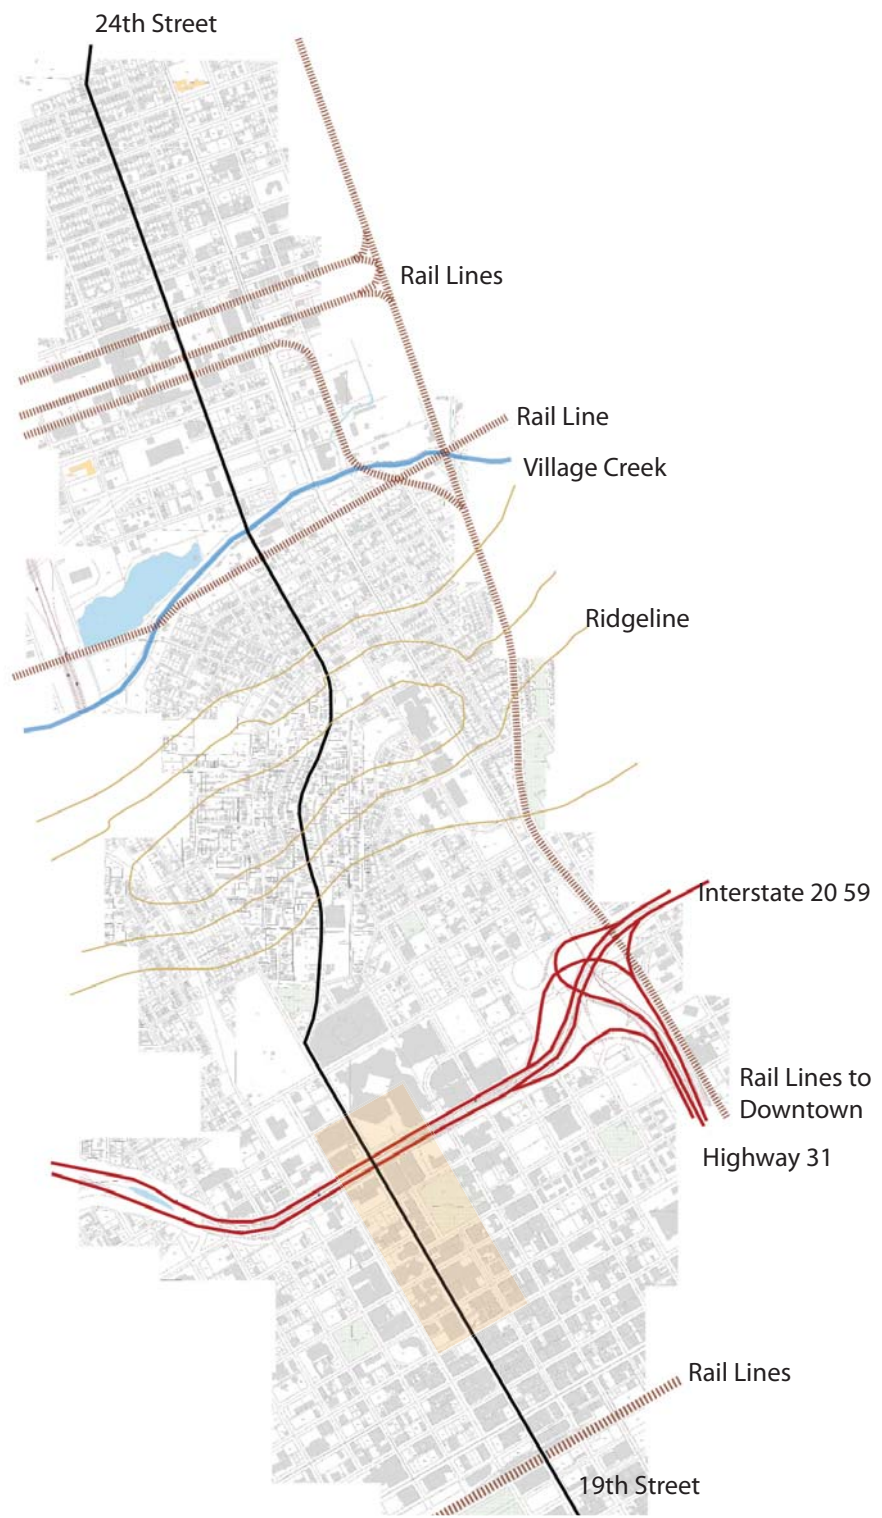 24th Street
Rail Lines
Rail Line
Village Creek
Ridgeline
Interstate 20 59
Rail Lines to
Downtown
Highway 31
Rail Lines
19th Street